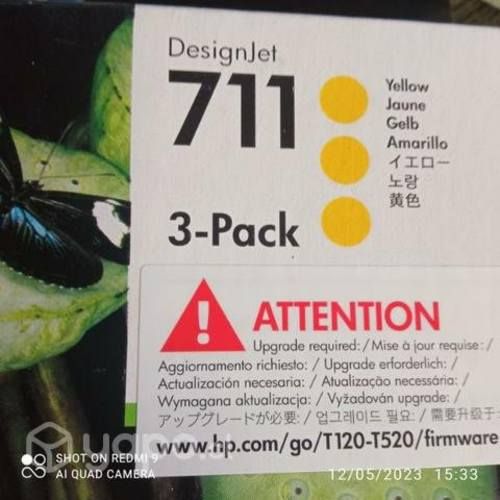 DesignJet
711
3-Pack
Yellow
Jaune
Gelb
Amarillo
イエロー
노랑
黄色
ATTENTION
Upgrade required: / Mise à jour requise: /
Aggiornamento richiesto: / Upgrade erforderlich: /
Actualización necesaria: / Atualização necessária: /
Wymagana aktualizacja: / Vyžadován upgrade: /
アップグレードが必要: / 업그레이드 필요: / 需要升级于:
www.hp.com/go/T120-T520/firmware
SHOT ON REDMI 9
AI QUAD CAMERA
12/05/2023 15:33